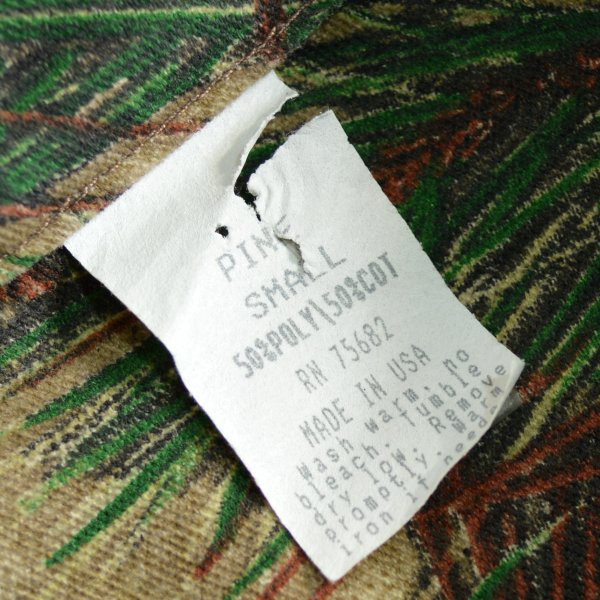 PINE
SMALL
50%POLY\50%COT
RN 75682
MADE IN USA
Wash warm, no
bleach. Tumble
dry low. Remove
Promptly. Warm
iron if needed